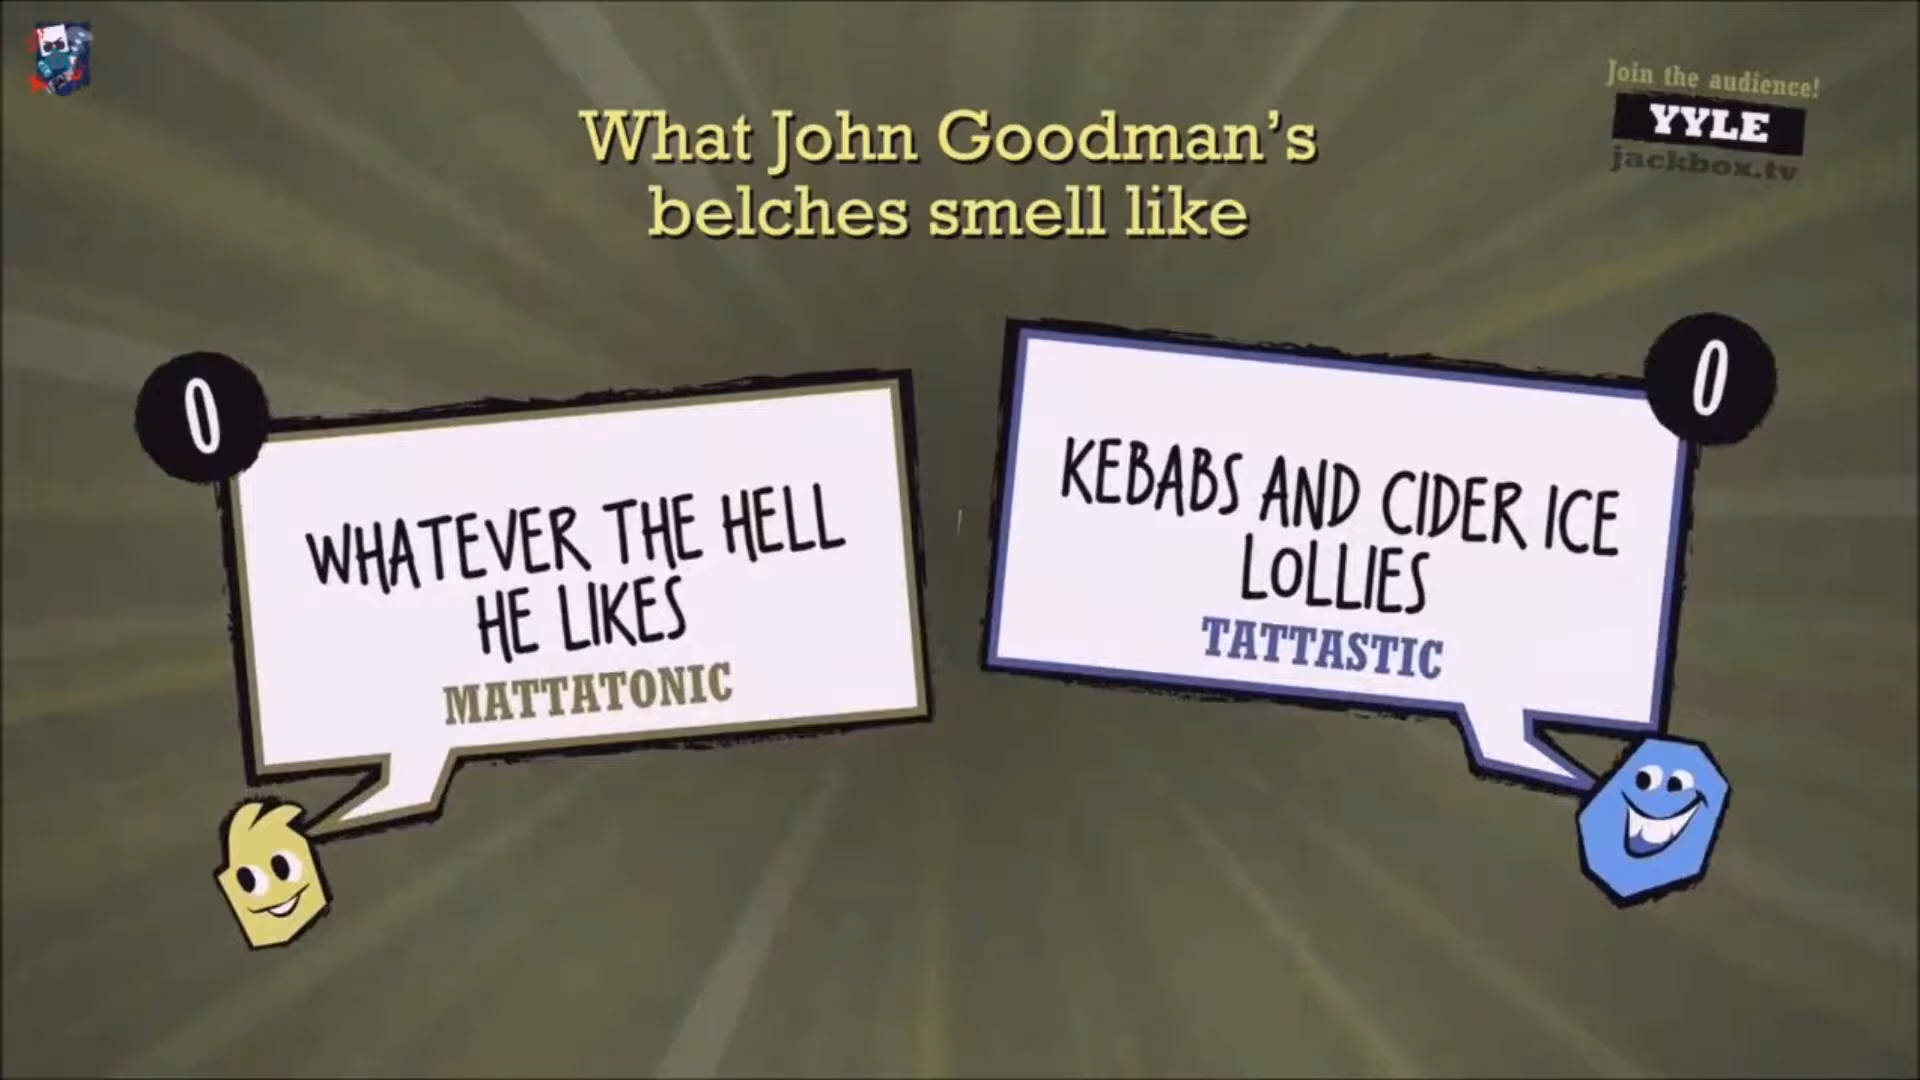 Join the audience!
YYLE
jackbox.tv
What John Goodman's
belches smell like
0
WHATEVER THE HELL
HE LIKES
MATTATONIC
0
KEBABS AND CIDER ICE
LOLLIES
TATTASTIC